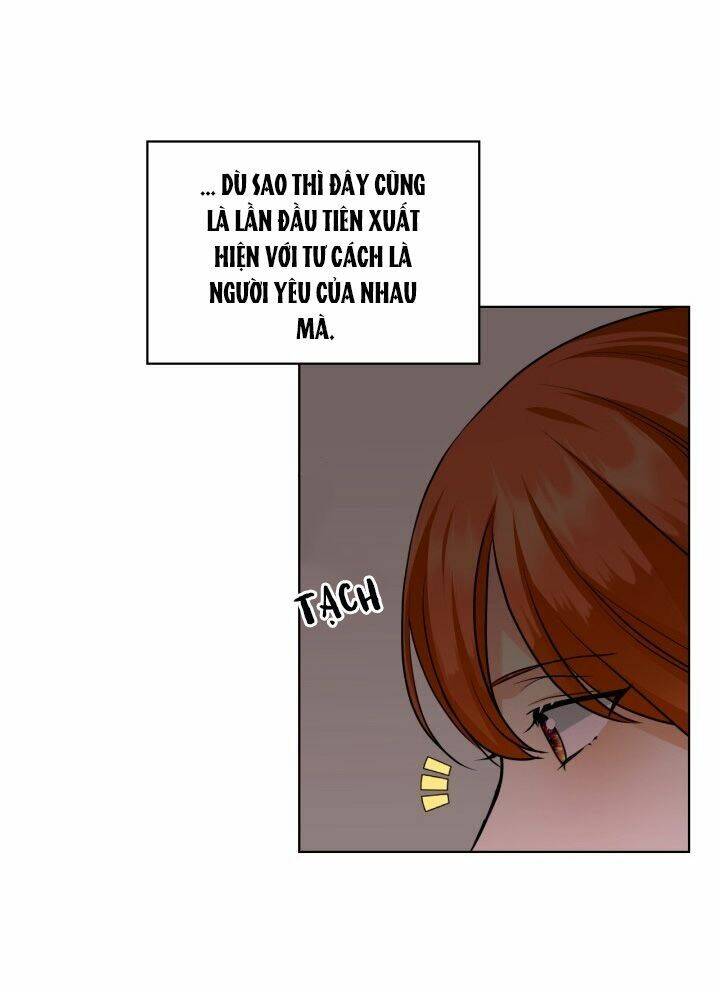 ... DÙ SAO THÌ ĐÂY CŨNG
LÀ LẦN ĐẦU TIÊN XUẤT
HIỆN VỚI TƯ CÁCH LÀ
NGƯỜI YÊU CỦA NHAU
MÀ.
TẠCH